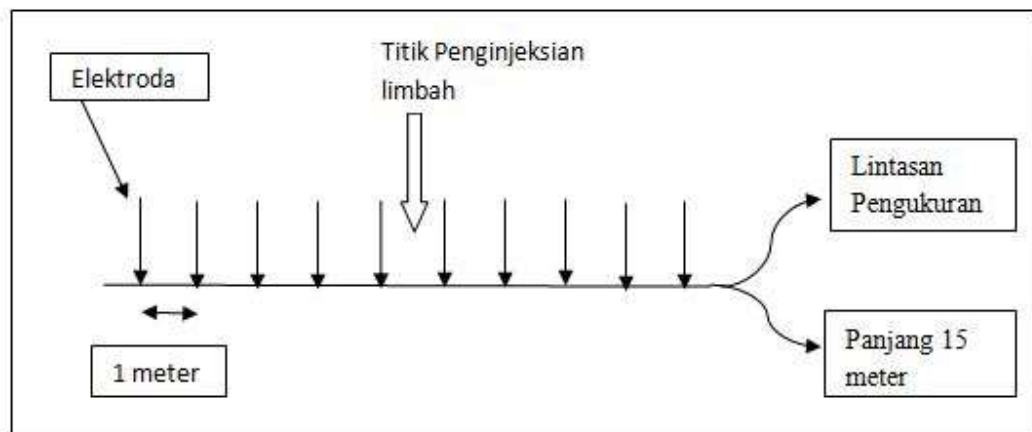 Elektroda
Titik Penginjeksian
limbah
Lintasan
Pengukuran
1 meter
Panjang 15
meter